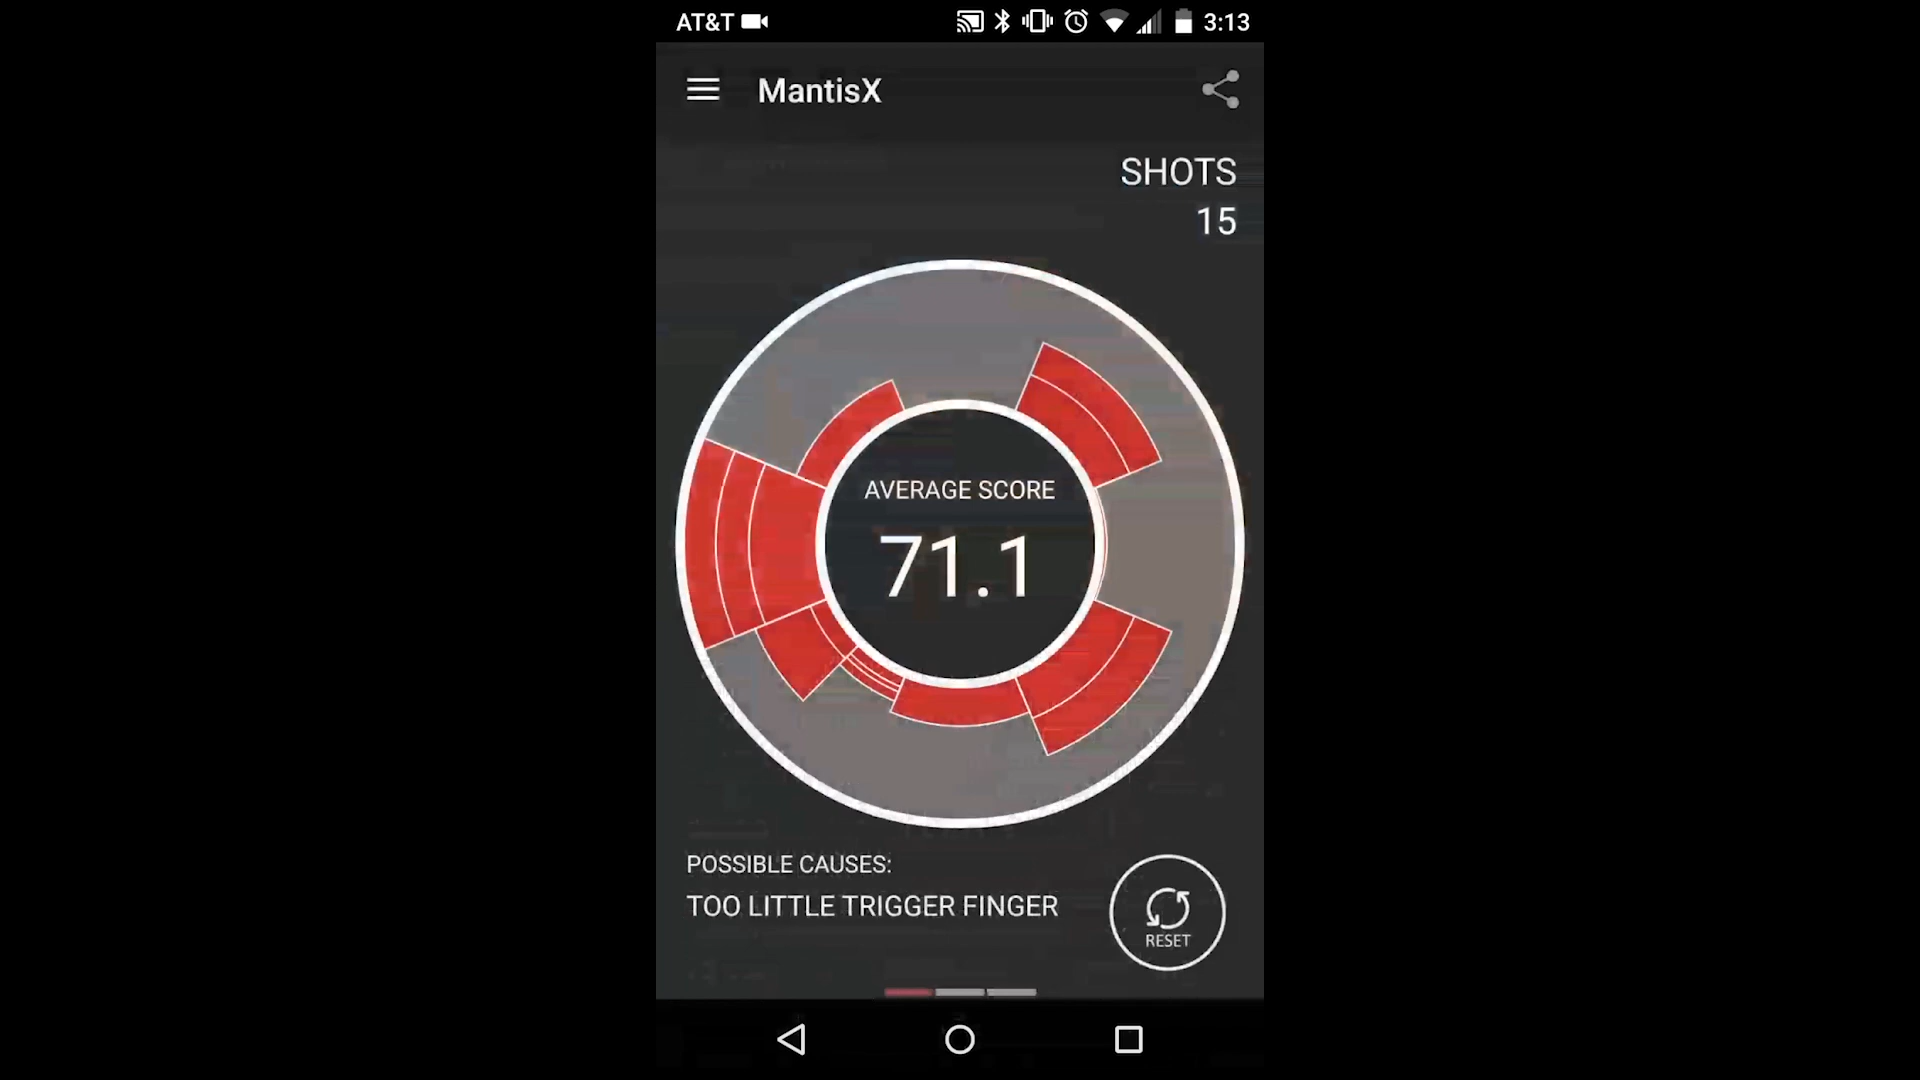 AT&T 3:13
MantisX
SHOTS
15
AVERAGE SCORE
71.1
POSSIBLE CAUSES:
TOO LITTLE TRIGGER FINGER
RESET